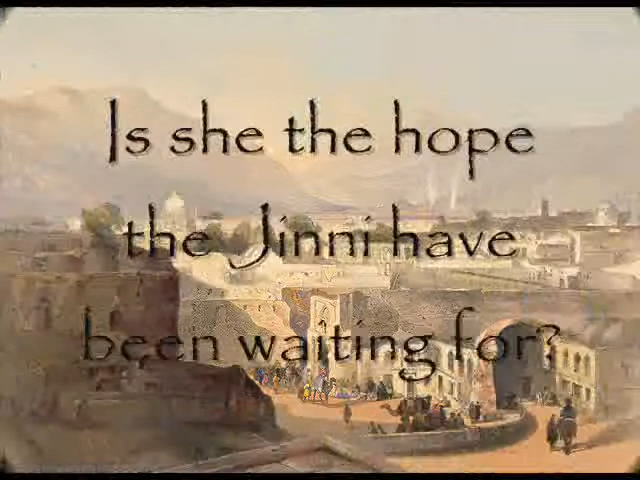 Is she the hope
the Jinni have
been waiting for?